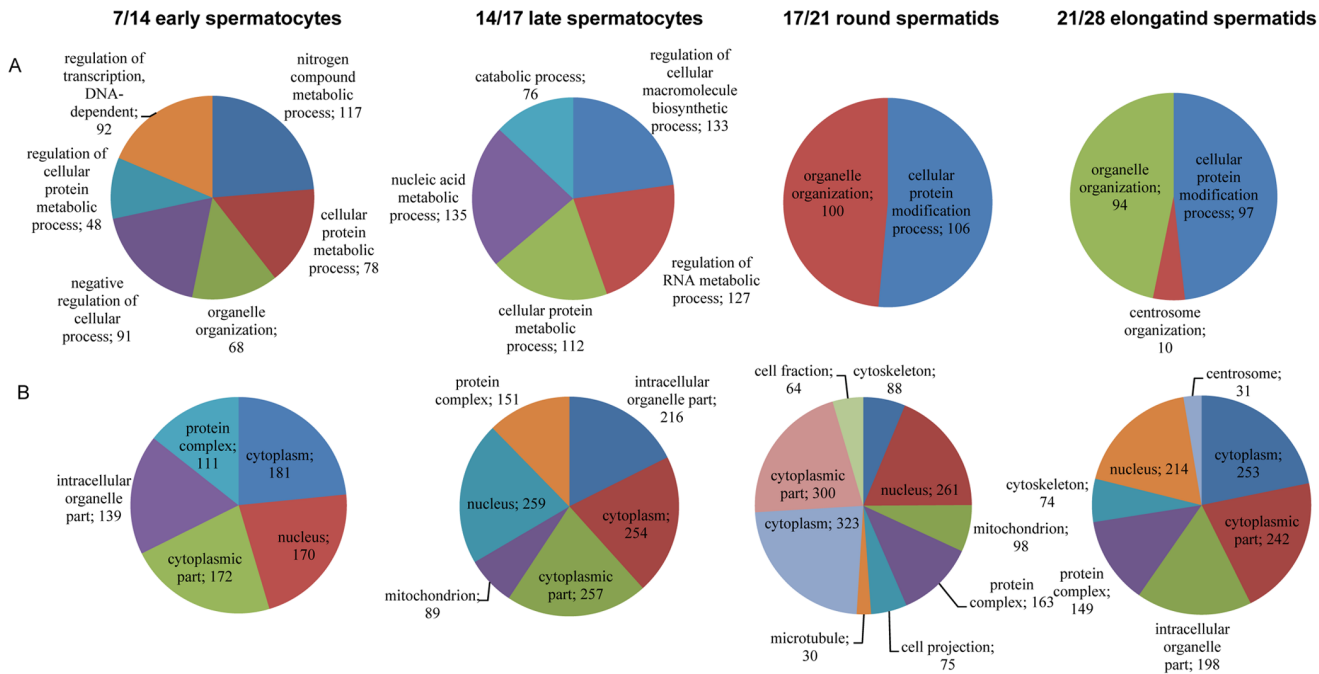 7/14 early spermatocytes
14/17 late spermatocytes
17/21 round spermatids
21/28 elongatind spermatids
A
regulation of
transcription,
DNA-
dependent;
92
nitrogen
compound
metabolic
process; 117
cellular
protein
metabolic
process; 78
organelle
organization;
68
negative
regulation of
cellular
process; 91
regulation of
cellular
protein
metabolic
process; 48
catabolic
process;
76
regulation
of cellular
macromolecule
biosynthetic
process; 133
regulation of
RNA metabolic
process; 127
cellular protein
metabolic
process; 112
nucleic acid
metabolic
process; 135
organelle
organization;
100
cellular
protein
modification
process; 106
organelle
organization;
94
cellular
protein
modification
process; 97
centrosome
organization;
10
B
protein
complex;
111
cytoplasm;
181
nucleus;
170
cytoplasmic
part; 172
intracellular
organelle
part; 139
protein
complex; 151
intracellular
organelle part;
216
cytoplasm;
254
cytoplasmic
part; 257
mitochondrion;
89
nucleus; 259
cell fraction;
64
cytoskeleton;
88
nucleus; 261
mitochondrion;
98
protein
complex; 163
cell projection;
75
microtubule;
30
cytoplasm; 323
cytoplasmic
part; 300
centrosome;
31
cytoplasm;
253
cytoplasmic
part; 242
intracellular
organelle
part; 198
protein
complex;
149
cytoskeleton;
74
nucleus; 214